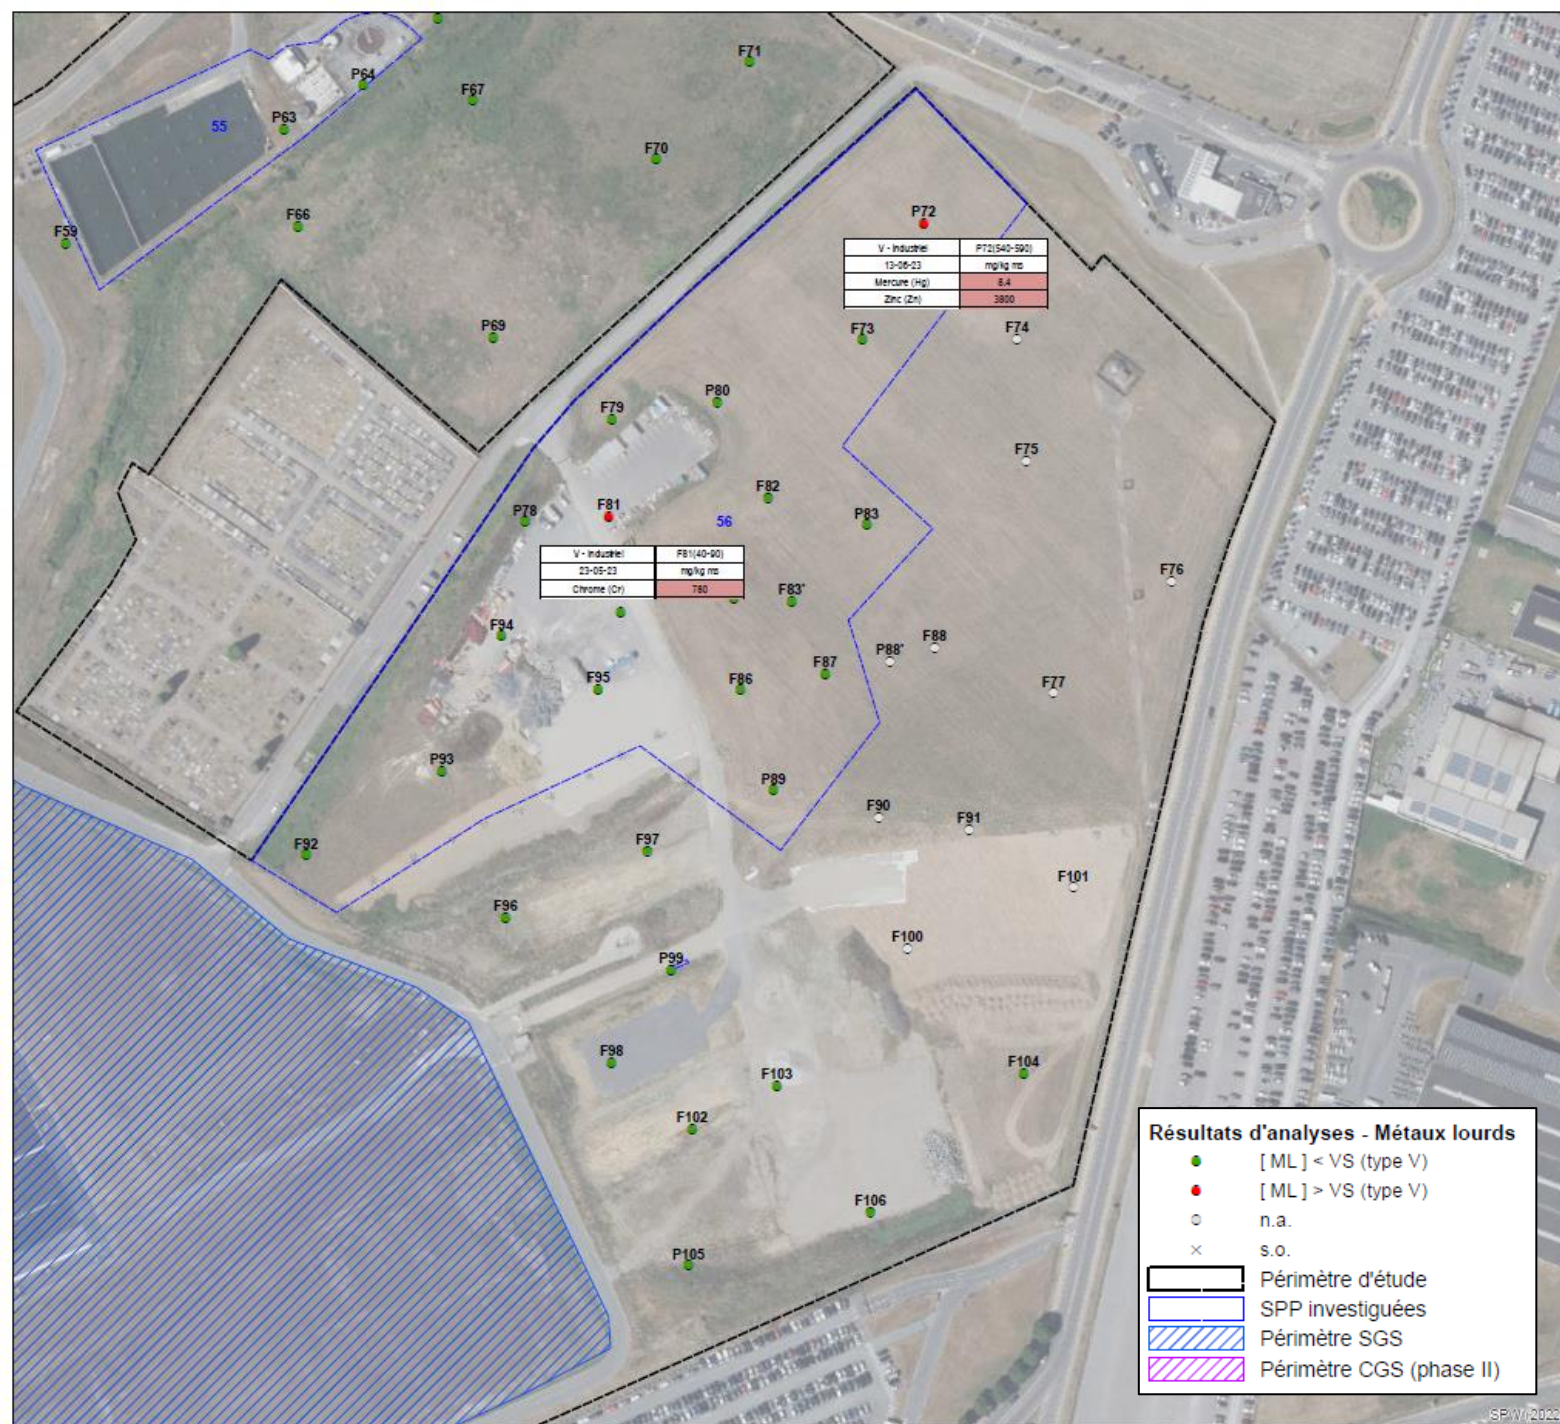 F71
P64
F67
P63
55
F70
P72
F66
F59
V - Industriel P72(540-590)
13-06-23 mg/kg ms
Mercure (Hg) 8,4
Zinc (Zn) 3800
P69
F73
F74
P80
F79
F75
F82
F81
P78
56
P83
V - Industriel F81(40-90)
23-05-23 mg/kg ms
Chrome (Cr) 780
F76
F83'
F94
F88
P88'
F87
F95
F86
F77
P93
P89
F90
F91
F92
F97
F101
F96
F100
P99
F98
F104
F103
F102
F106
P105
Résultats d'analyses - Métaux lourds
[ ML ] < VS (type V)
[ ML ] > VS (type V)
n.a.
s.o.
Périmètre d'étude
SPP investiguées
Périmètre SGS
Périmètre CGS (phase II)